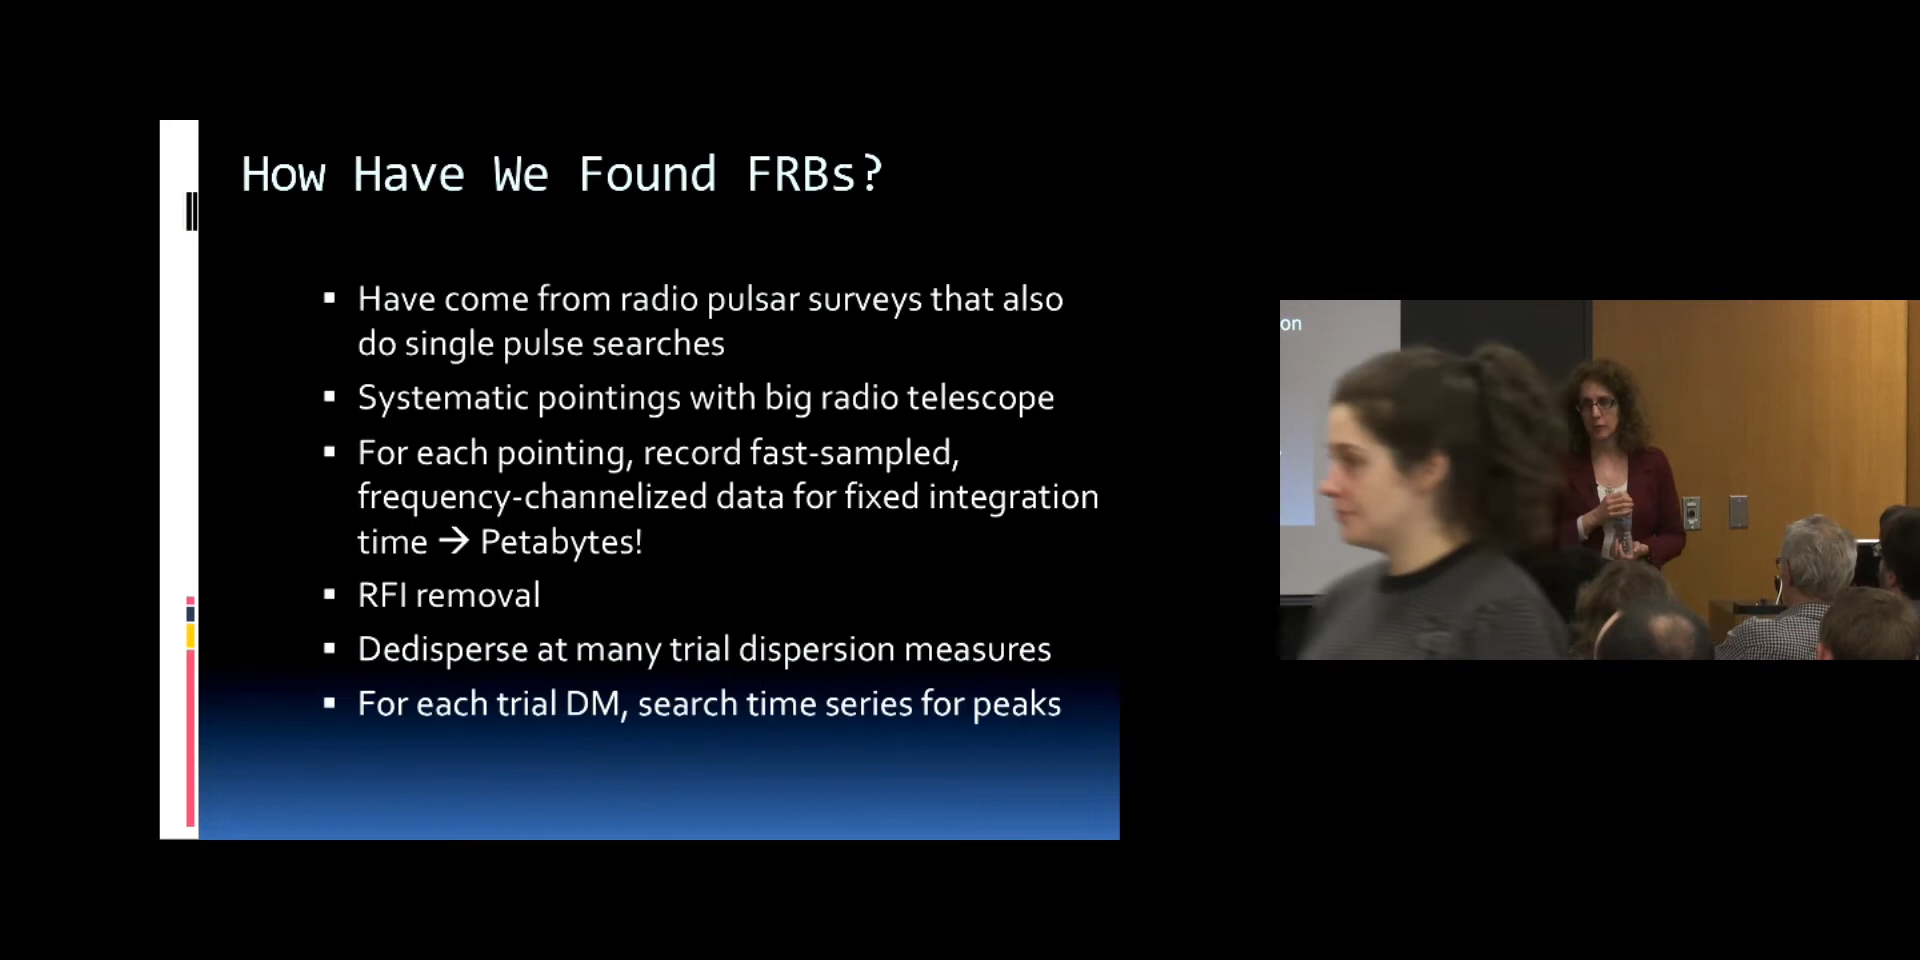 How Have We Found FRBs?
▪ Have come from radio pulsar surveys that also
do single pulse searches
▪ Systematic pointings with big radio telescope
▪ For each pointing, record fast-sampled,
frequency-channelized data for fixed integration
time → Petabytes!
▪ RFI removal
▪ Dedisperse at many trial dispersion measures
▪ For each trial DM, search time series for peaks
on